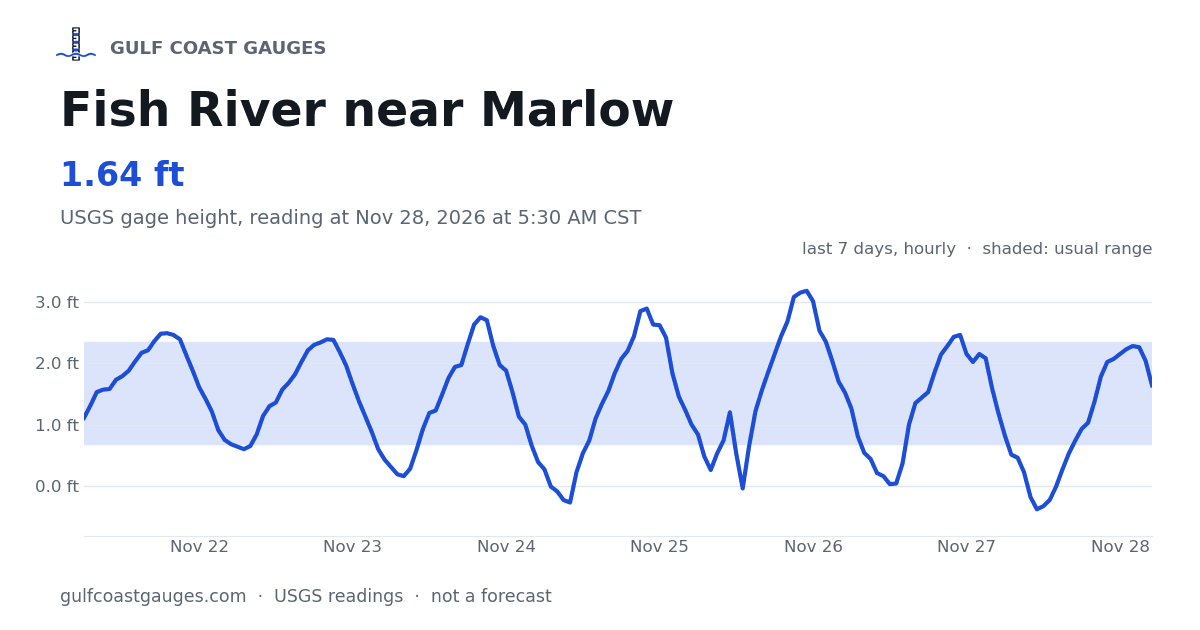 GULF COAST GAUGES
Fish River near Marlow
1.64 ft
USGS gage height, reading at Nov 28, 2026 at 5:30 AM CST
last 7 days, hourly · shaded: usual range
3.0 ft
2.0 ft
1.0 ft
0.0 ft
Nov 22 Nov 23 Nov 24 Nov 25 Nov 26 Nov 27 Nov 28
gulfcoastgauges.com · USGS readings · not a forecast